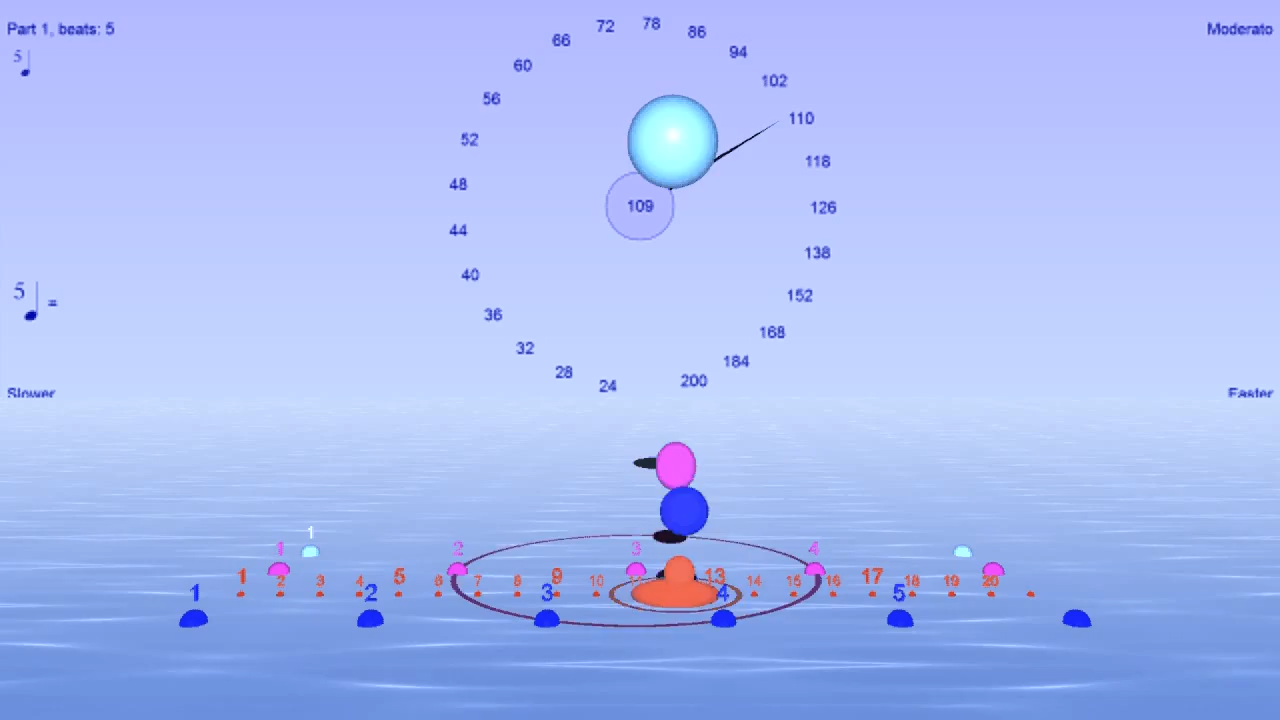 Part 1, beats: 5
Moderato
5
72 78 86
66 94
60 102
56 110
52 118
48 109 126
44 138
40 152
36 168
32 184
28 24 200
5 =
Slower
Faster
1
1 2 3 4
1 2 3 4 5 6 7 8 9 10 11 13 14 15 16 17 18 19 20
1 2 3 4 5